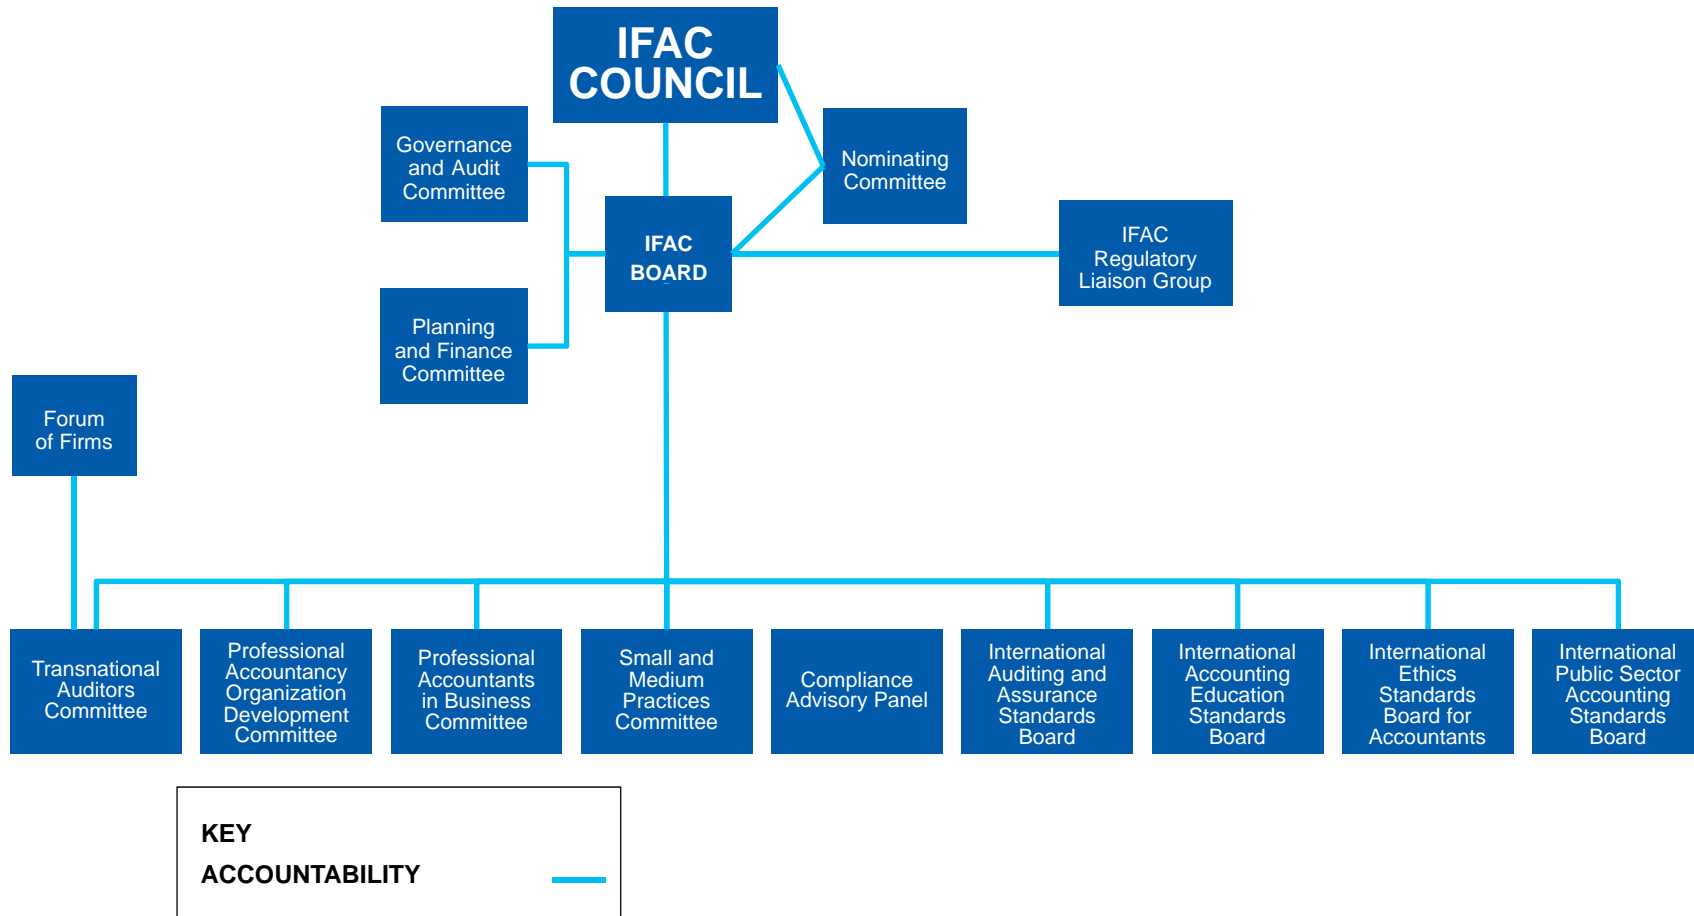 IFAC
COUNCIL
Governance
and Audit
Committee
Nominating
Committee
IFAC
BOARD
IFAC
Regulatory
Liaison Group
Planning
and Finance
Committee
Forum
of Firms
Transnational
Auditors
Committee
Professional
Accountancy
Organization
Development
Committee
Professional
Accountants
in Business
Committee
Small and
Medium
Practices
Committee
Compliance
Advisory Panel
International
Auditing and
Assurance
Standards
Board
International
Accounting
Education
Standards
Board
International
Ethics
Standards
Board for
Accountants
International
Public Sector
Accounting
Standards
Board
KEY
ACCOUNTABILITY